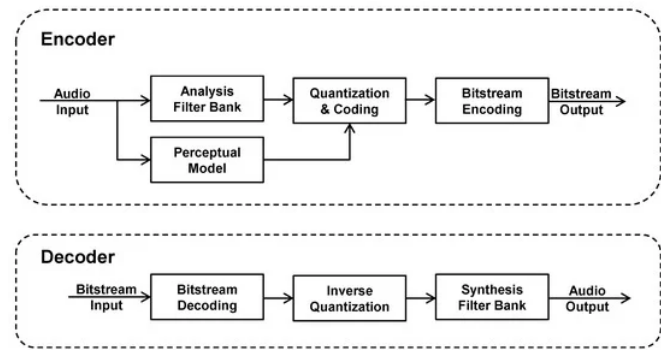 Encoder
Audio
Input
Analysis
Filter Bank
Quantization
& Coding
Bitstream
Encoding
Bitstream
Output
Perceptual
Model
Decoder
Bitstream
Input
Bitstream
Decoding
Inverse
Quantization
Synthesis
Filter Bank
Audio
Output